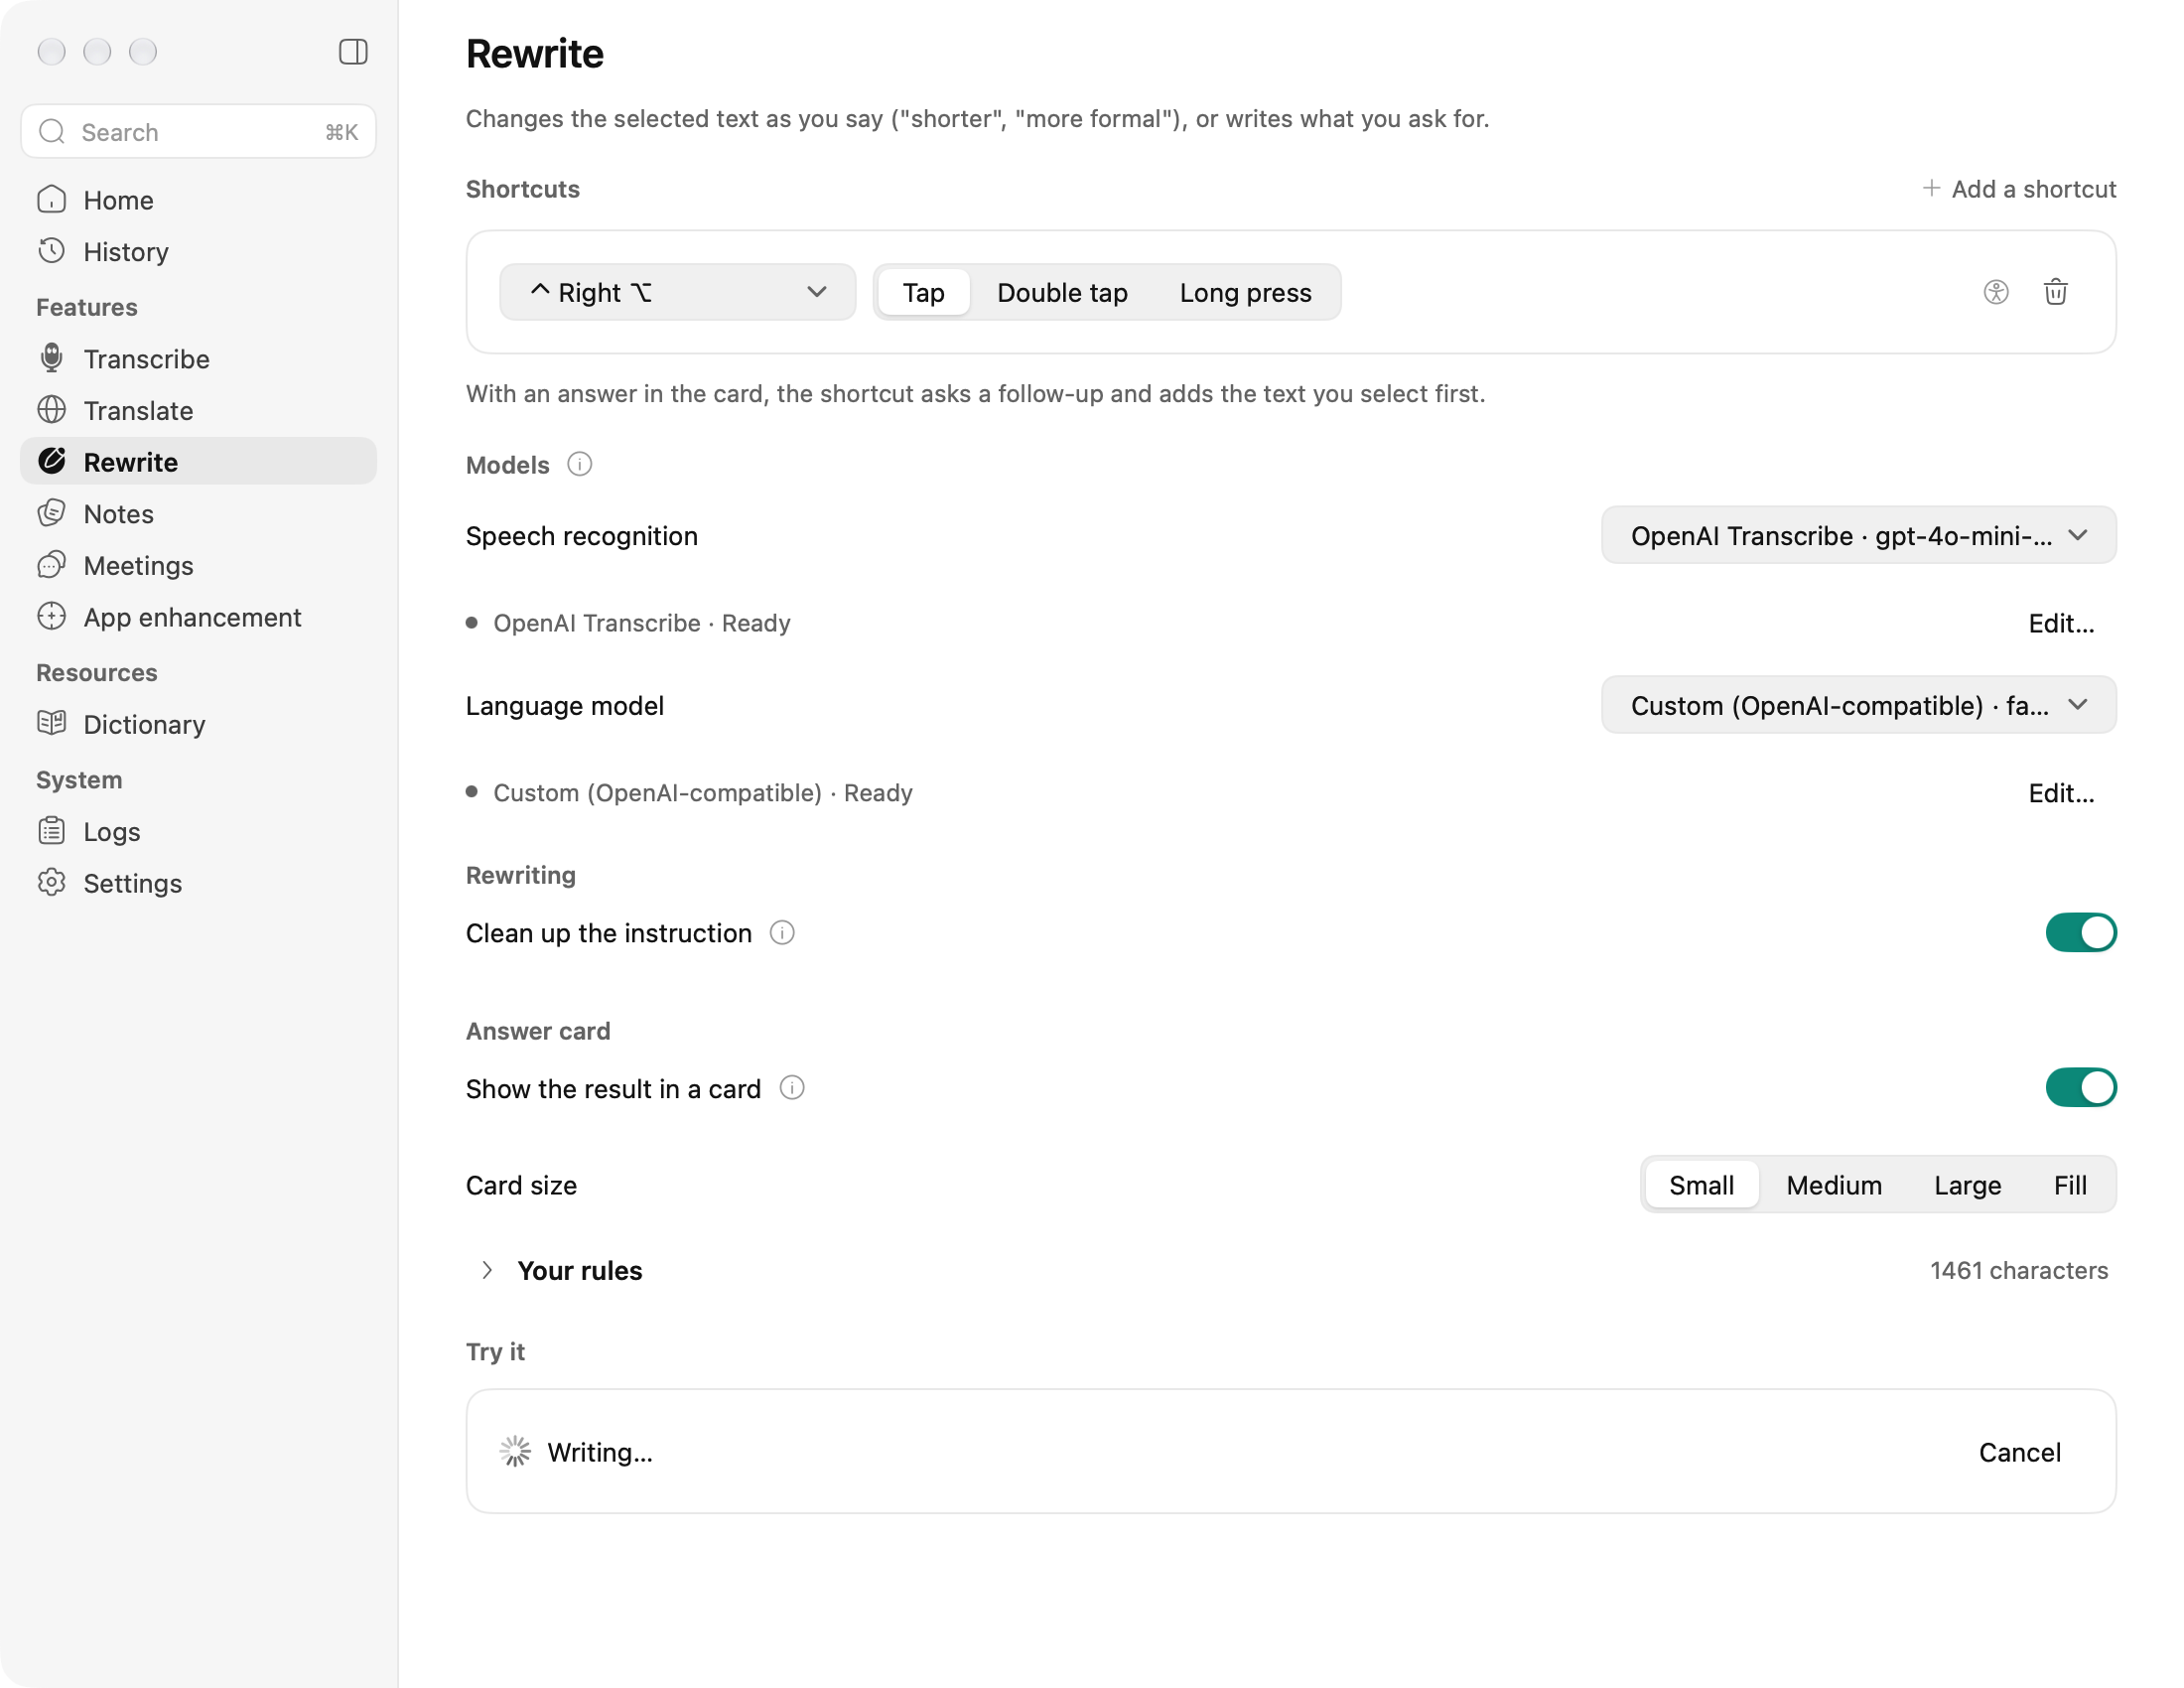 Search ⌘K
Home
History
Features
Transcribe
Translate
Rewrite
Notes
Meetings
App enhancement
Resources
Dictionary
System
Logs
Settings
Rewrite
Changes the selected text as you say ("shorter", "more formal"), or writes what you ask for.
Shortcuts + Add a shortcut
^ Right ⌥ Tap Double tap Long press
With an answer in the card, the shortcut asks a follow-up and adds the text you select first.
Models
Speech recognition OpenAI Transcribe · gpt-4o-mini-...
OpenAI Transcribe · Ready Edit...
Language model Custom (OpenAI-compatible) · fa...
Custom (OpenAI-compatible) · Ready Edit...
Rewriting
Clean up the instruction
Answer card
Show the result in a card
Card size Small Medium Large Fill
Your rules 1461 characters
Try it
Writing... Cancel